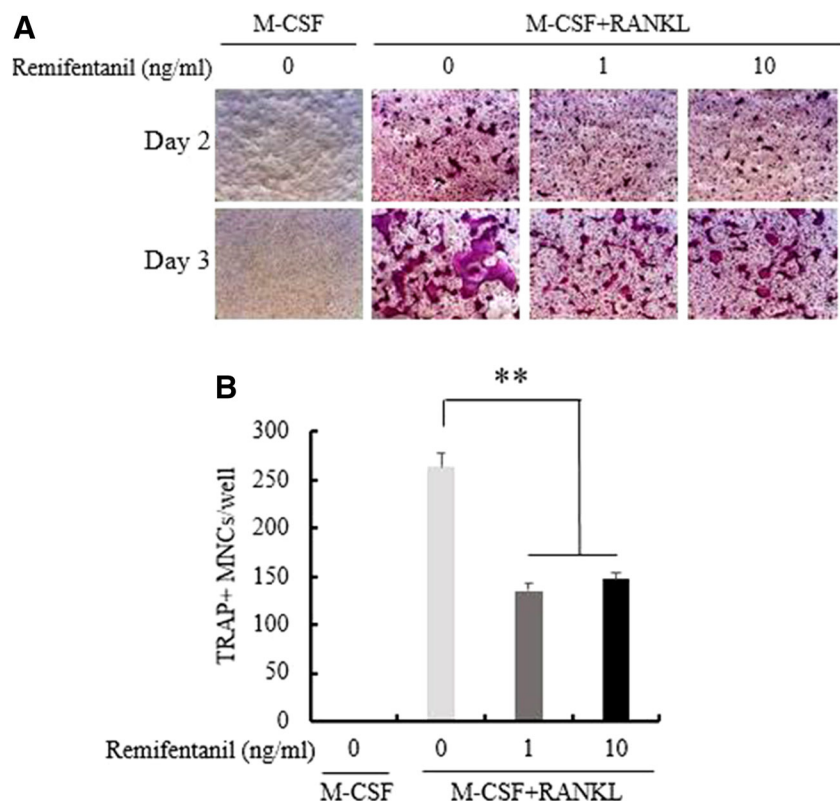 A
M-CSF M-CSF+RANKL
Remifentanil (ng/ml) 0 0 1 10
Day 2
Day 3
B
**
300
250
200
150
100
50
0
TRAP+ MNCs/well
Remifentanil (ng/ml) 0 0 1 10
M-CSF M-CSF+RANKL